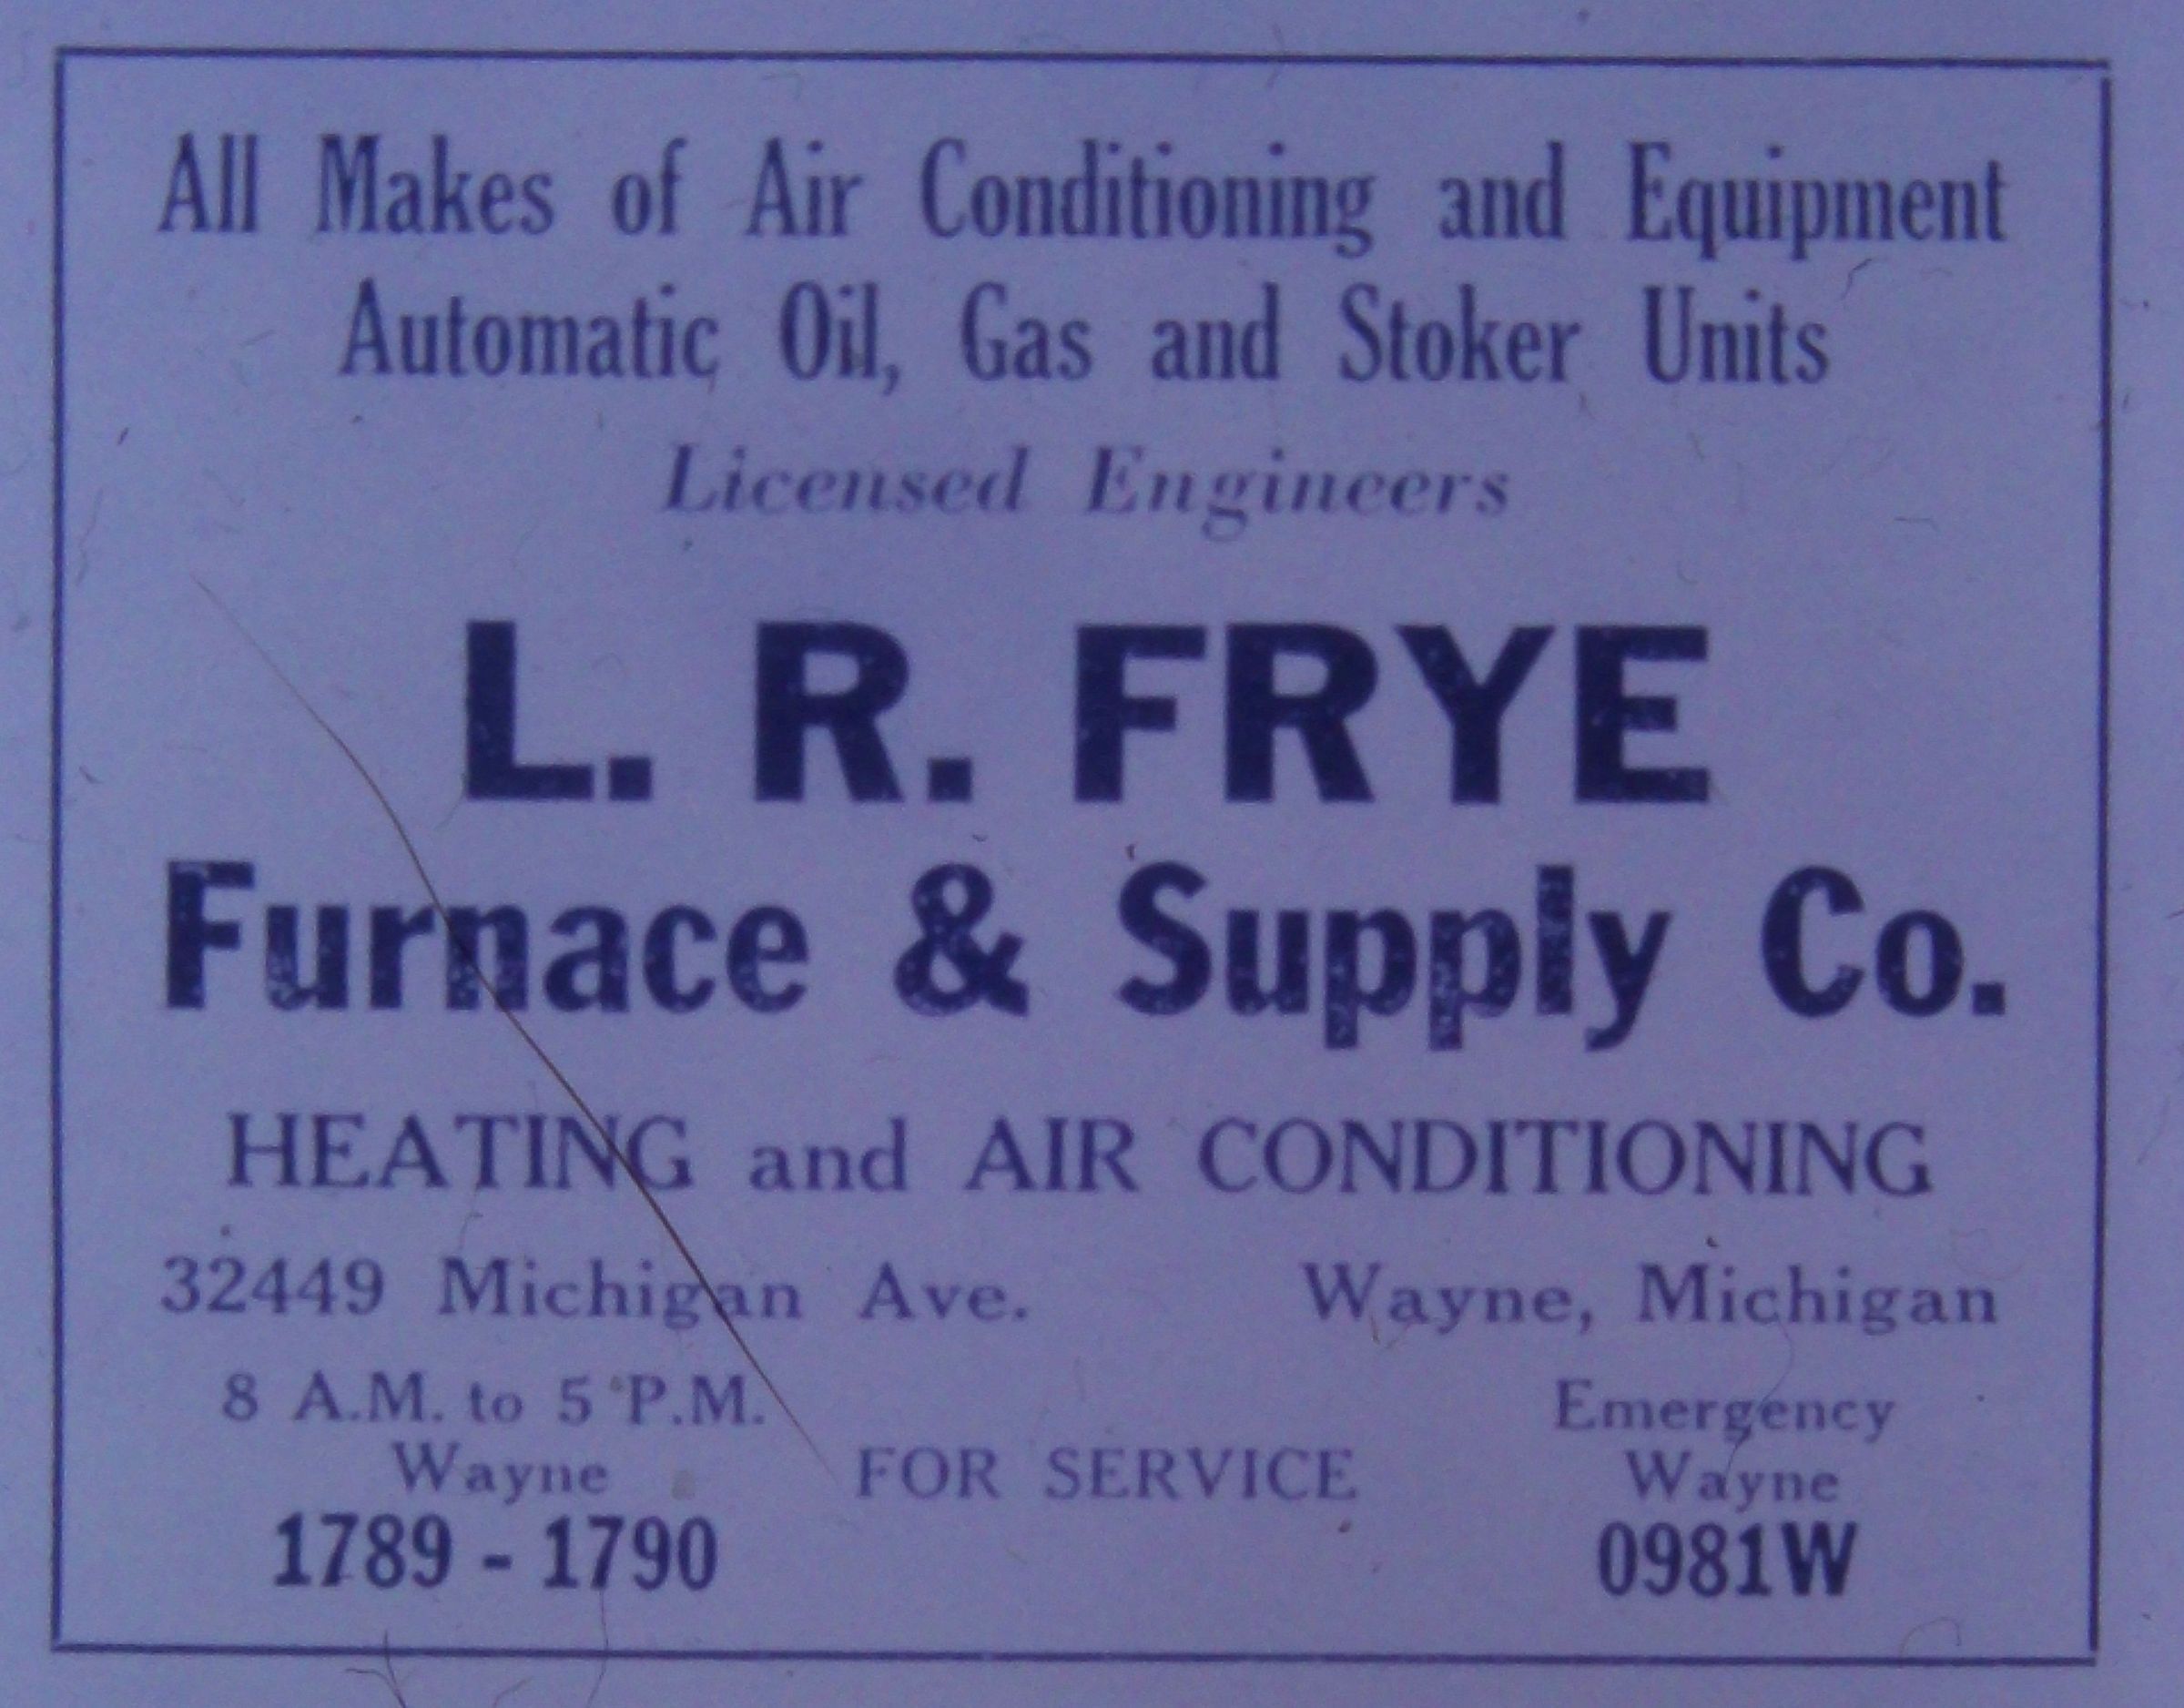 All Makes of Air Conditioning and Equipment
Automatic Oil, Gas and Stoker Units
Licensed Engineers
L. R. FRYE
Furnace & Supply Co.
HEATING and AIR CONDITIONING
32449 Michigan Ave. Wayne, Michigan
8 A.M. to 5 P.M.
Wayne
1789 - 1790
FOR SERVICE
Emergency
Wayne
0981W